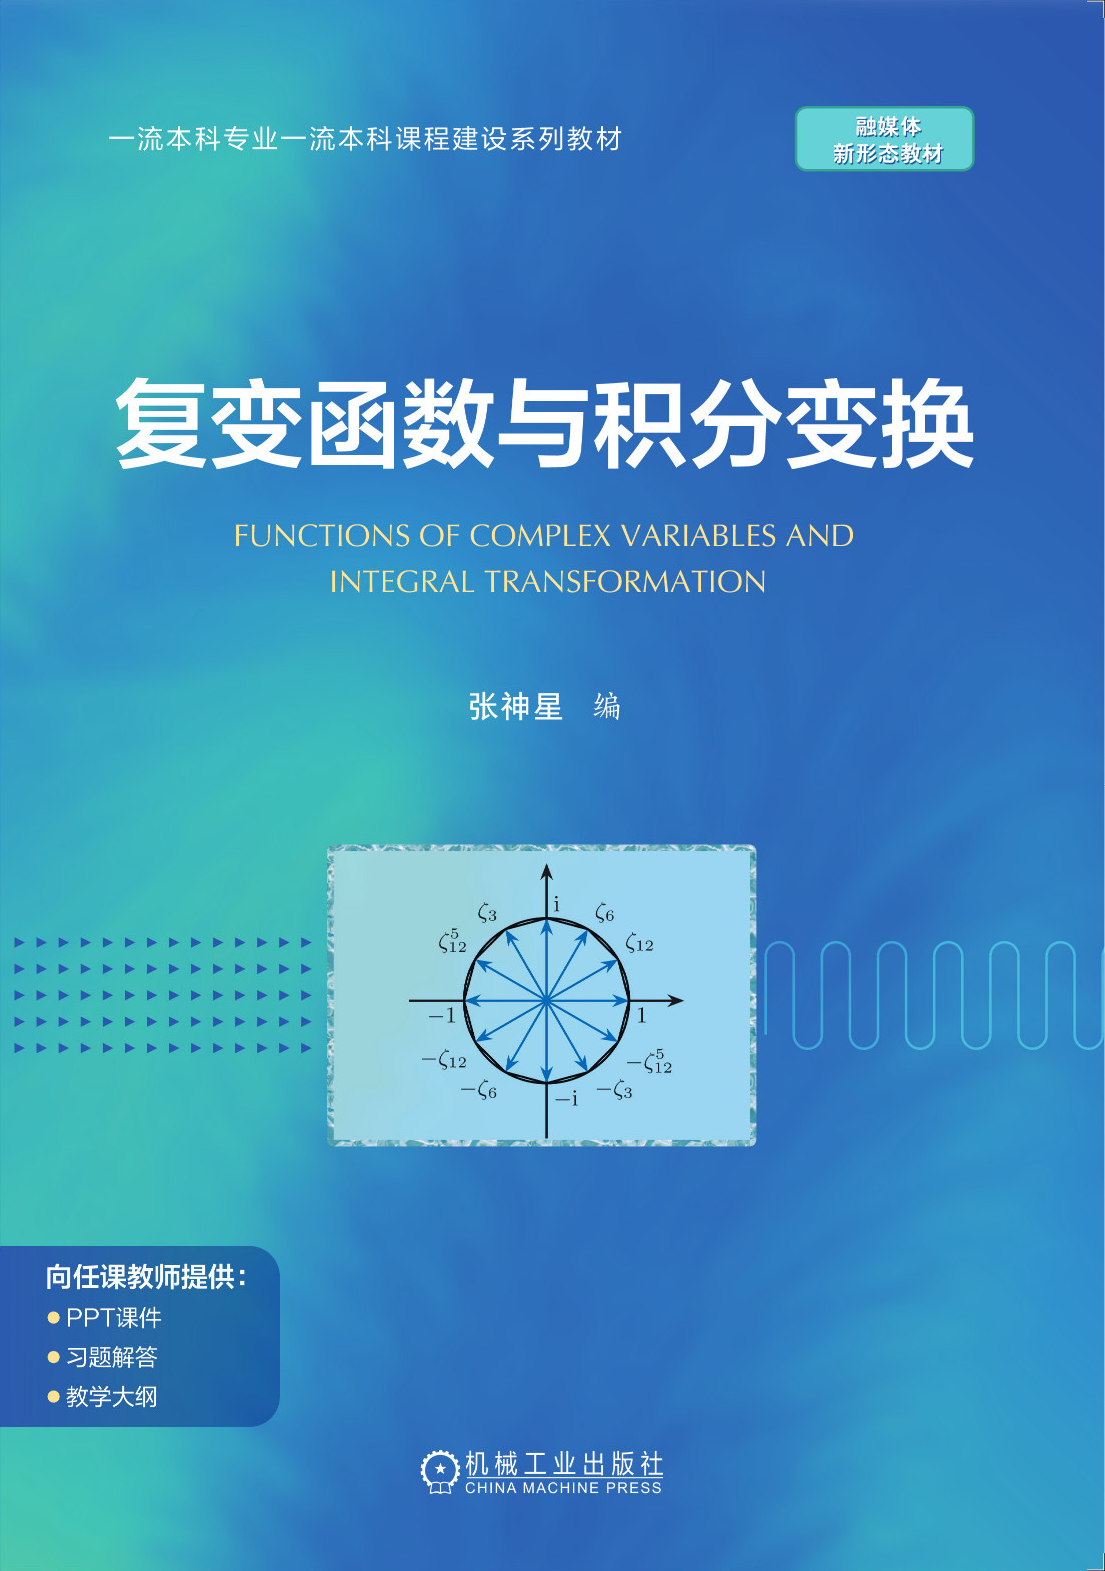 一流本科专业一流本科课程建设系列教材
融媒体
新形态教材
复变函数与积分变换
FUNCTIONS OF COMPLEX VARIABLES AND
INTEGRAL TRANSFORMATION
张神星 编
i
ζ₃
ζ₆
ζ₁₂⁵
ζ₁₂
−1
1
−ζ₁₂
−ζ₁₂⁵
−ζ₆
−i
−ζ₃
向任课教师提供：
PPT课件
习题解答
教学大纲
机械工业出版社
CHINA MACHINE PRESS